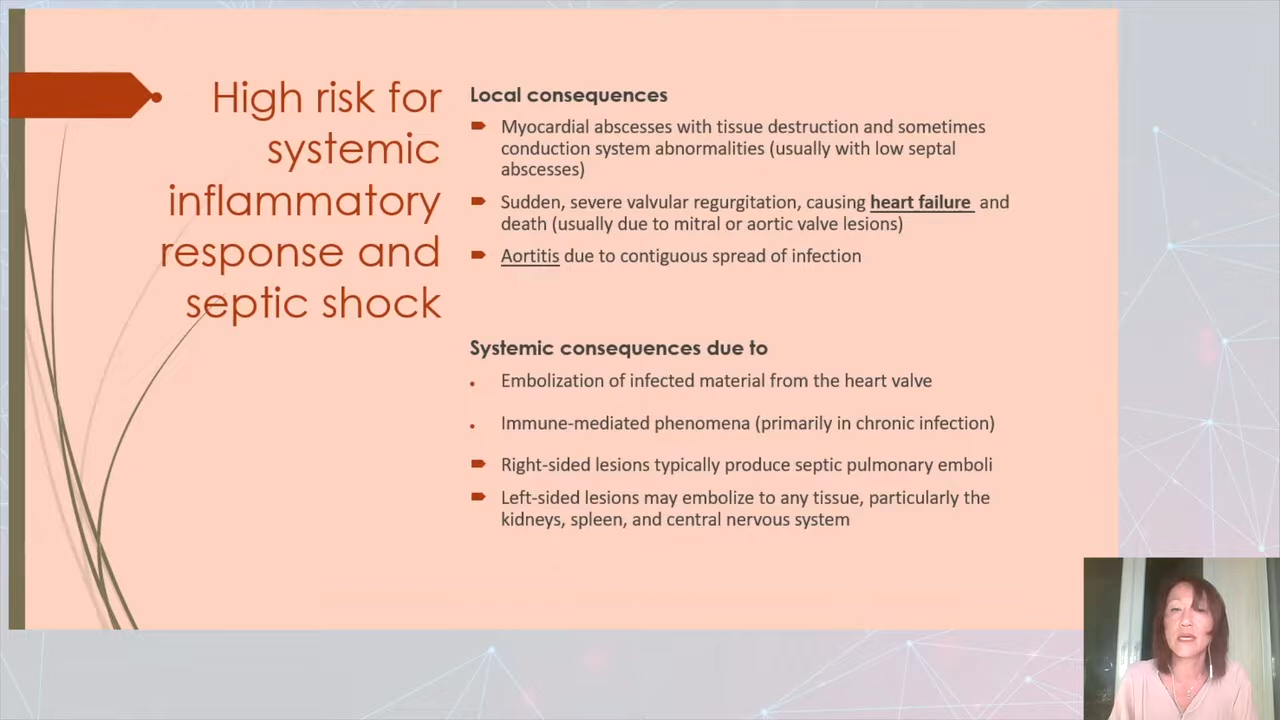 High risk for
systemic
inflammatory
response and
septic shock
Local consequences
Myocardial abscesses with tissue destruction and sometimes
conduction system abnormalities (usually with low septal
abscesses)
Sudden, severe valvular regurgitation, causing heart failure and
death (usually due to mitral or aortic valve lesions)
Aortitis due to contiguous spread of infection
Systemic consequences due to
Embolization of infected material from the heart valve
Immune-mediated phenomena (primarily in chronic infection)
Right-sided lesions typically produce septic pulmonary emboli
Left-sided lesions may embolize to any tissue, particularly the
kidneys, spleen, and central nervous system